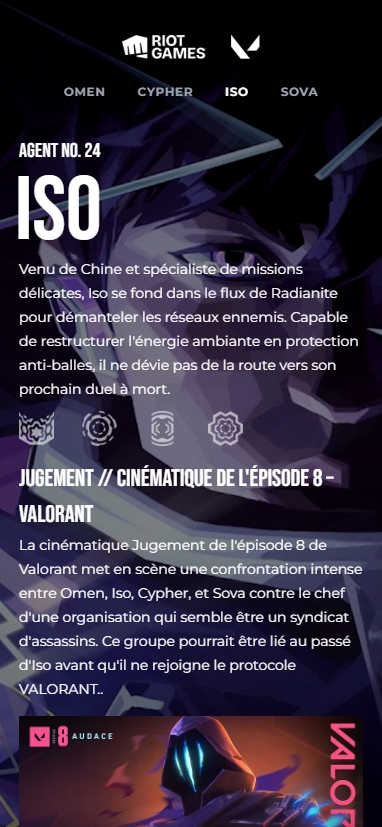 RIOT
GAMES
OMEN CYPHER ISO SOVA
AGENT NO. 24
ISO
Venu de Chine et spécialiste de missions
délicates, Iso se fond dans le flux de Radianite
pour démanteler les réseaux ennemis. Capable
de restructurer l'énergie ambiante en protection
anti-balles, il ne dévie pas de la route vers son
prochain duel à mort.
JUGEMENT // CINÉMATIQUE DE L'ÉPISODE 8 –
VALORANT
La cinématique Jugement de l'épisode 8 de
Valorant met en scène une confrontation intense
entre Omen, Iso, Cypher, et Sova contre le chef
d'une organisation qui semble être un syndicat
d'assassins. Ce groupe pourrait être lié au passé
d'Iso avant qu'il ne rejoigne le protocole
VALORANT..
8 AUDACE
VALOR